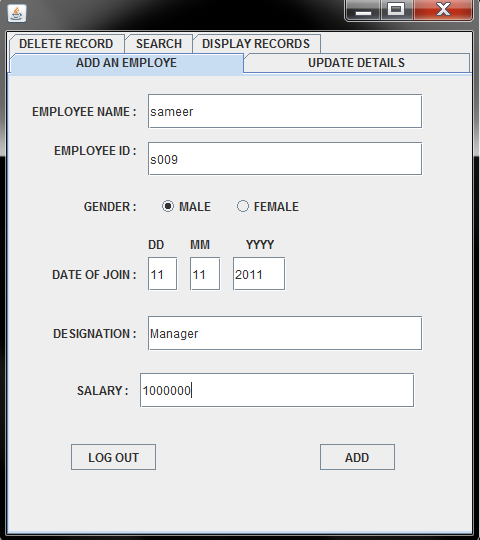 DELETE RECORD SEARCH DISPLAY RECORDS
ADD AN EMPLOYE UPDATE DETAILS
EMPLOYEE NAME : sameer
EMPLOYEE ID : s009
GENDER : MALE FEMALE
DD MM YYYY
DATE OF JOIN : 11 11 2011
DESIGNATION : Manager
SALARY : 1000000
LOG OUT ADD